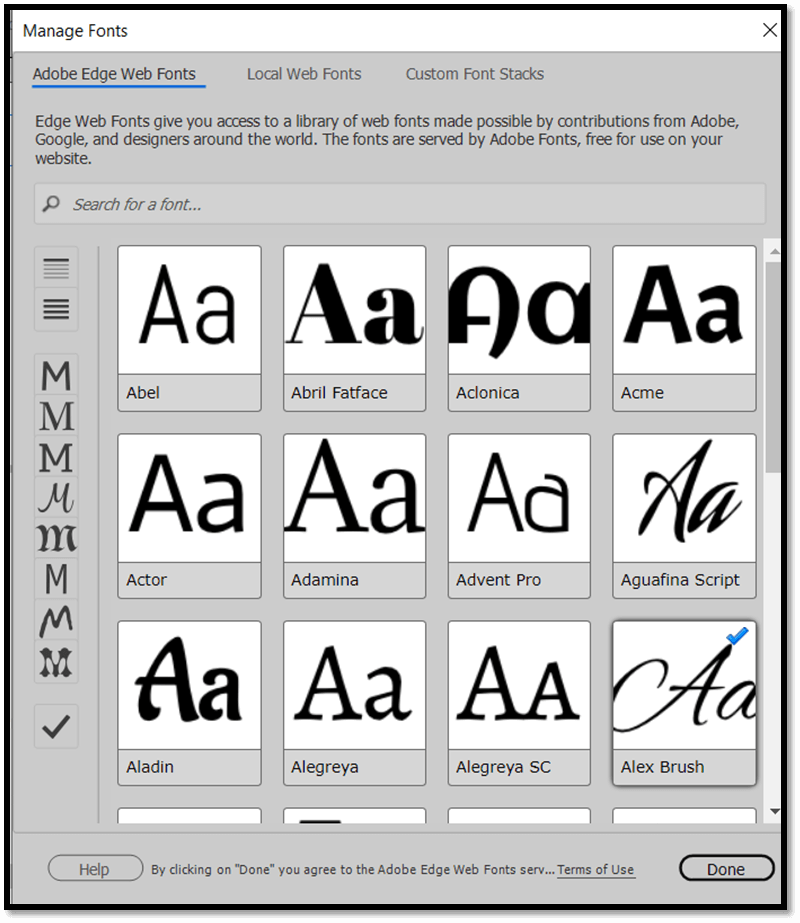 Manage Fonts
Adobe Edge Web Fonts Local Web Fonts Custom Font Stacks
Edge Web Fonts give you access to a library of web fonts made possible by contributions from Adobe,
Google, and designers around the world. The fonts are served by Adobe Fonts, free for use on your
website.
Search for a font...
M
M
M
M
m
M
M
M
Aa Aa Aa Aa
Abel Abril Fatface Aclonica Acme
Aa Aa Aa Aa
Actor Adamina Advent Pro Aguafina Script
Aa Aa Aa Aa
Aladin Alegreya Alegreya SC Alex Brush
Help By clicking on "Done" you agree to the Adobe Edge Web Fonts serv... Terms of Use Done